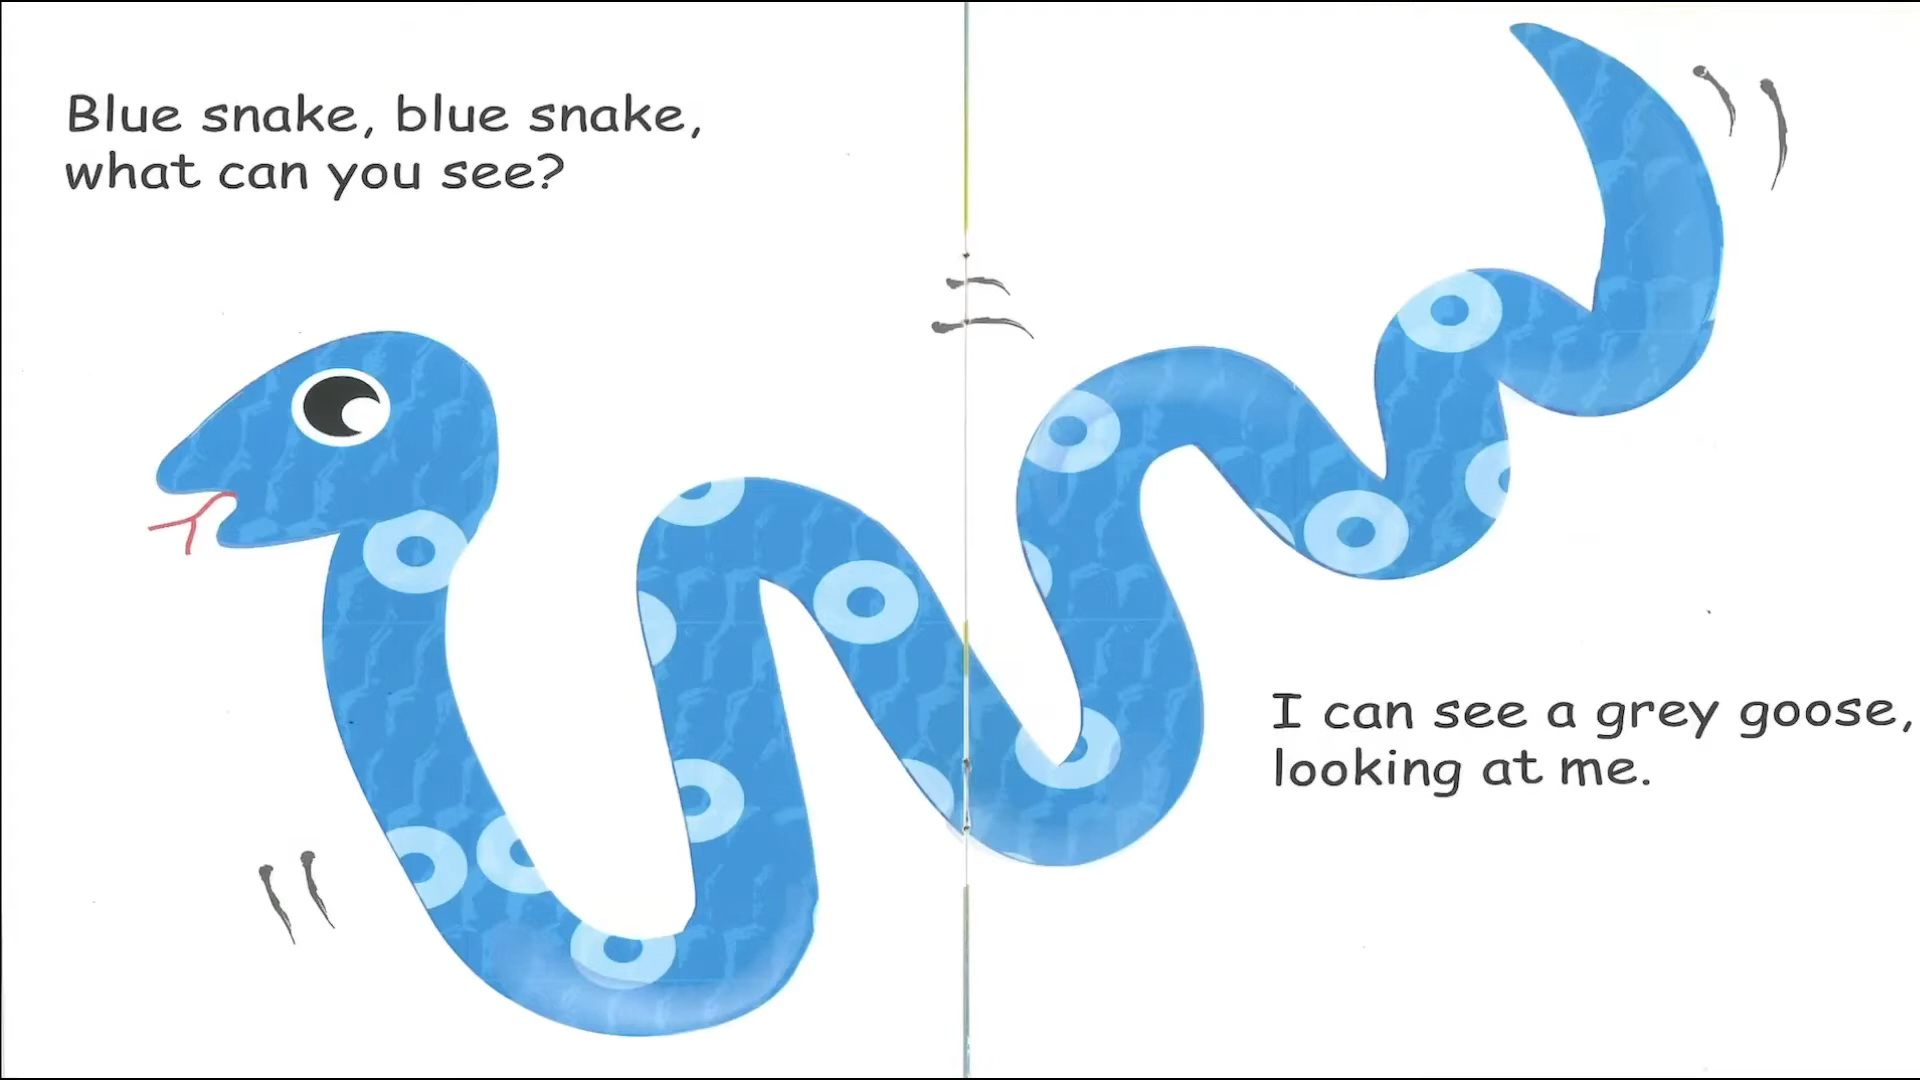 Blue snake, blue snake,
what can you see?
I can see a grey goose,
looking at me.